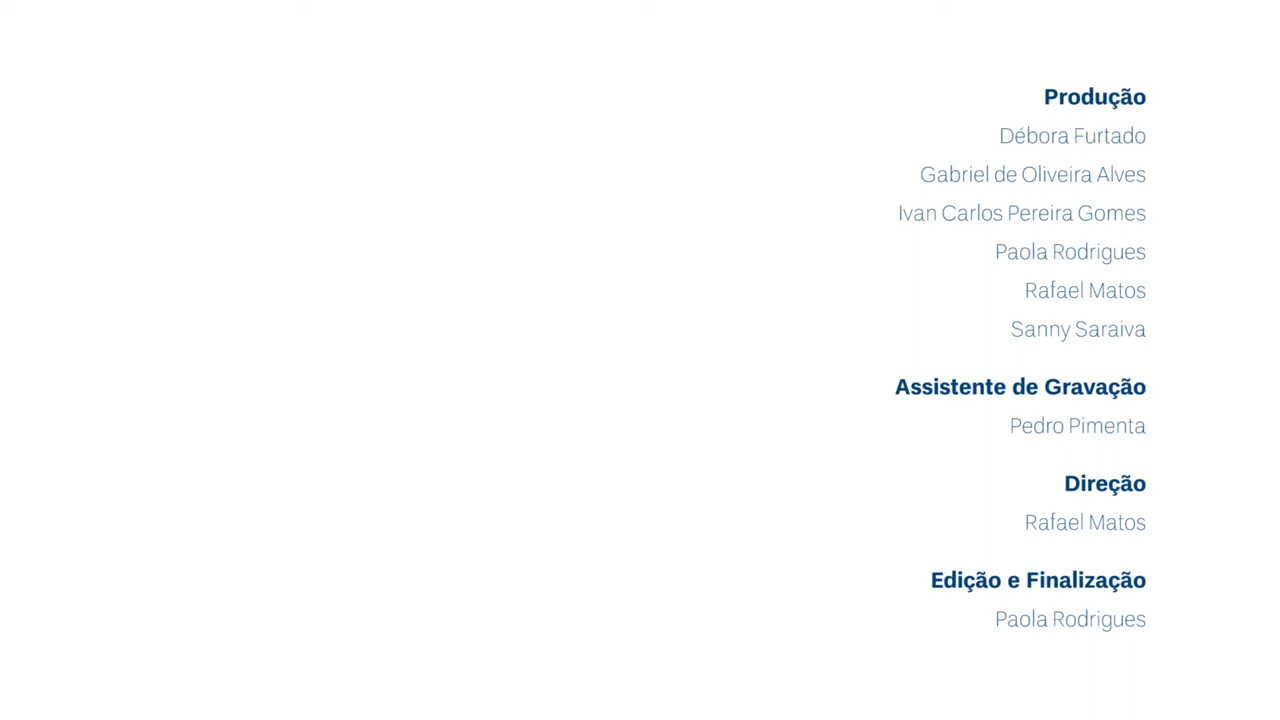 Produção
Débora Furtado
Gabriel de Oliveira Alves
Ivan Carlos Pereira Gomes
Paola Rodrigues
Rafael Matos
Sanny Saraiva
Assistente de Gravação
Pedro Pimenta
Direção
Rafael Matos
Edição e Finalização
Paola Rodrigues